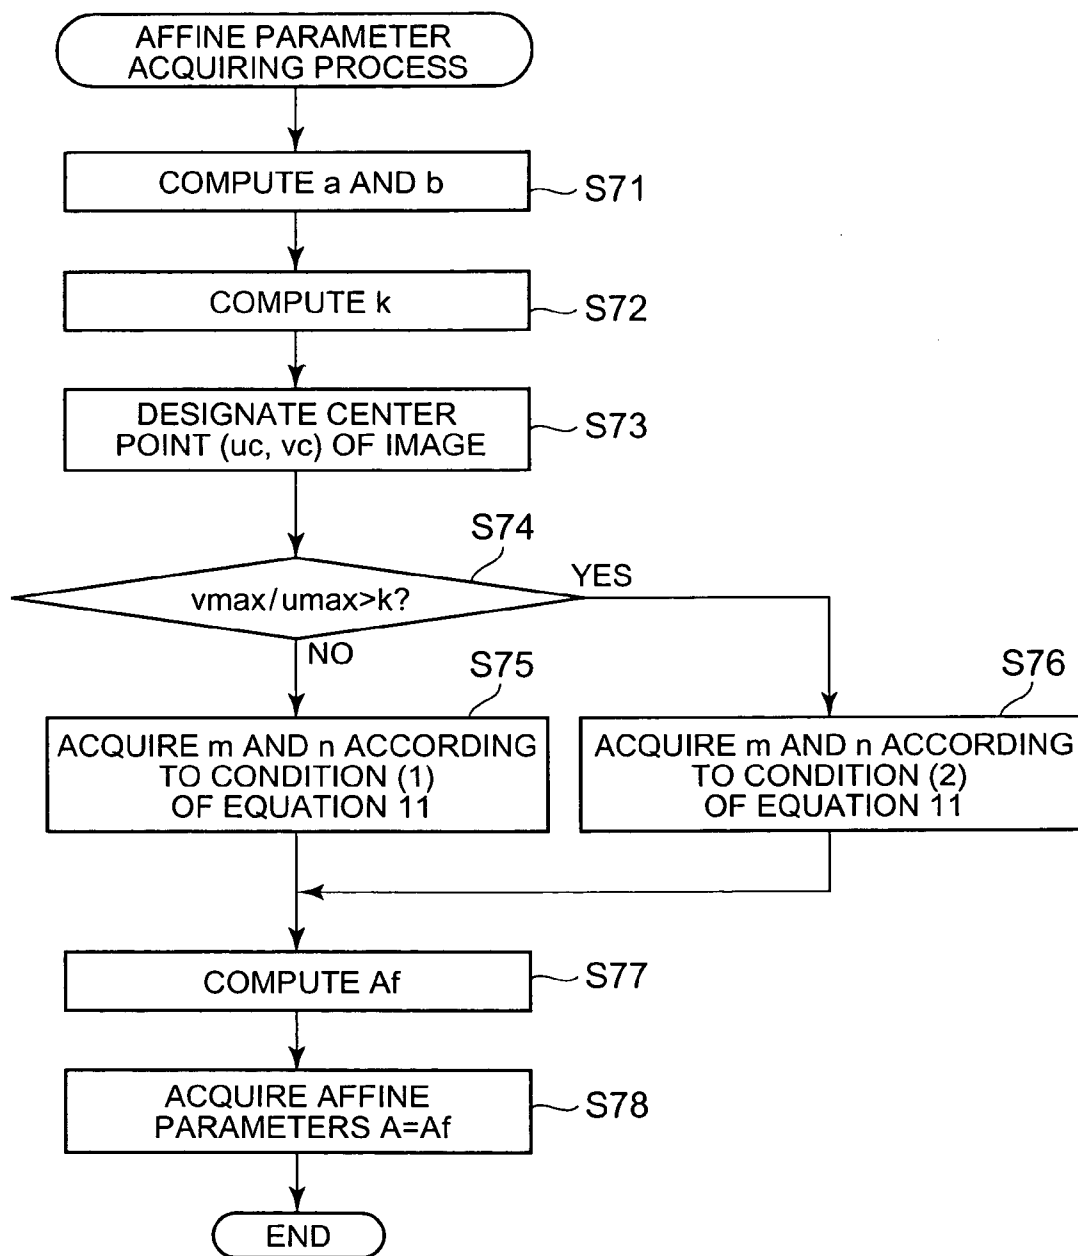 AFFINE PARAMETER
ACQUIRING PROCESS
COMPUTE a AND b
S71
COMPUTE k
S72
DESIGNATE CENTER
POINT (uc, vc) OF IMAGE
S73
S74
vmax/umax>k?
YES
NO
S75
ACQUIRE m AND n ACCORDING
TO CONDITION (1)
OF EQUATION 11
S76
ACQUIRE m AND n ACCORDING
TO CONDITION (2)
OF EQUATION 11
COMPUTE Af
S77
ACQUIRE AFFINE
PARAMETERS A=Af
S78
END